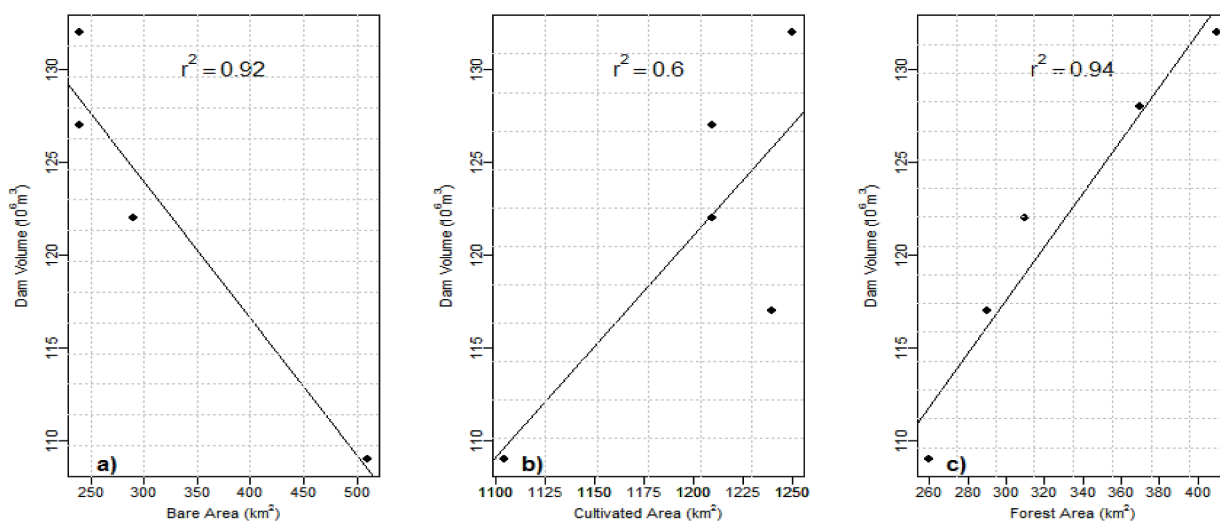 r² = 0.92
Dam Volume (10⁶m³)
130
125
120
115
110
a)
250 300 350 400 450 500
Bare Area (km²)
r² = 0.6
Dam Volume (10⁶m³)
130
125
120
115
110
b)
1100 1125 1150 1175 1200 1225 1250
Cultivated Area (km²)
r² = 0.94
Dam Volume (10⁶m³)
130
125
120
115
110
c)
260 280 300 320 340 360 380 400
Forest Area (km²)